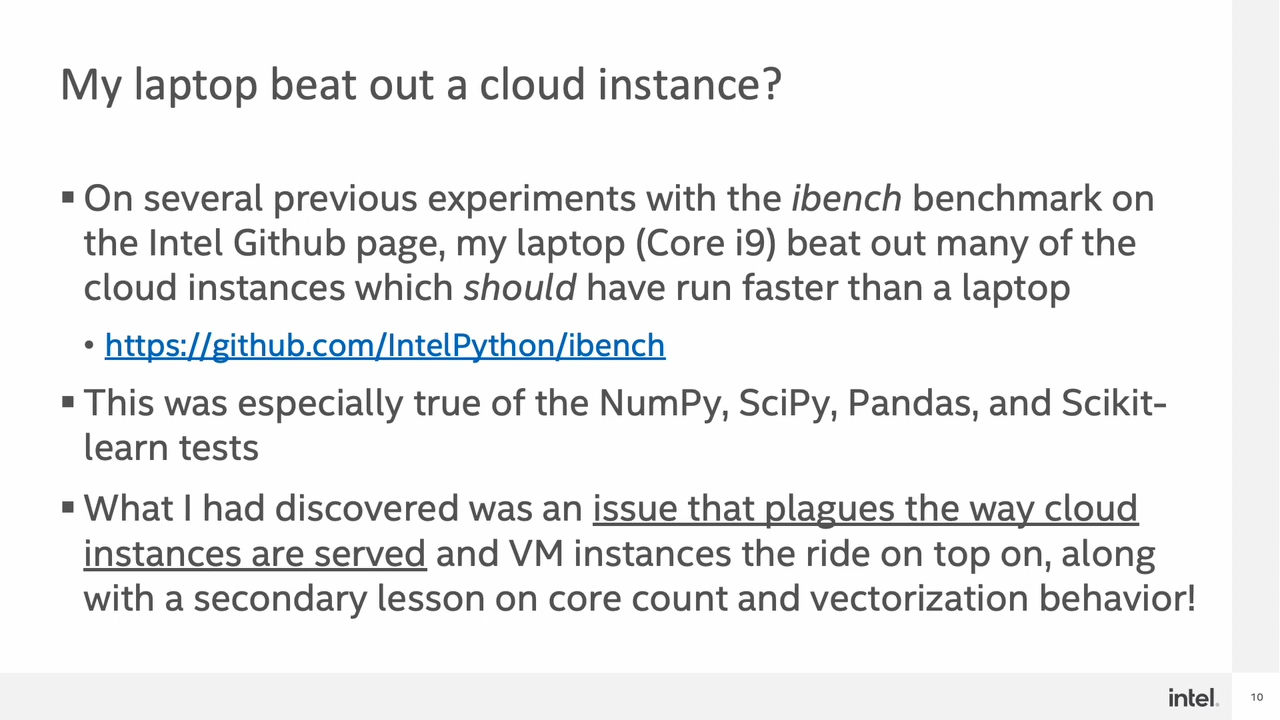 My laptop beat out a cloud instance?
▪ On several previous experiments with the ibench benchmark on
the Intel Github page, my laptop (Core i9) beat out many of the
cloud instances which should have run faster than a laptop
• https://github.com/IntelPython/ibench
▪ This was especially true of the NumPy, SciPy, Pandas, and Scikit-
learn tests
▪ What I had discovered was an issue that plagues the way cloud
instances are served and VM instances the ride on top on, along
with a secondary lesson on core count and vectorization behavior!
intel.
10